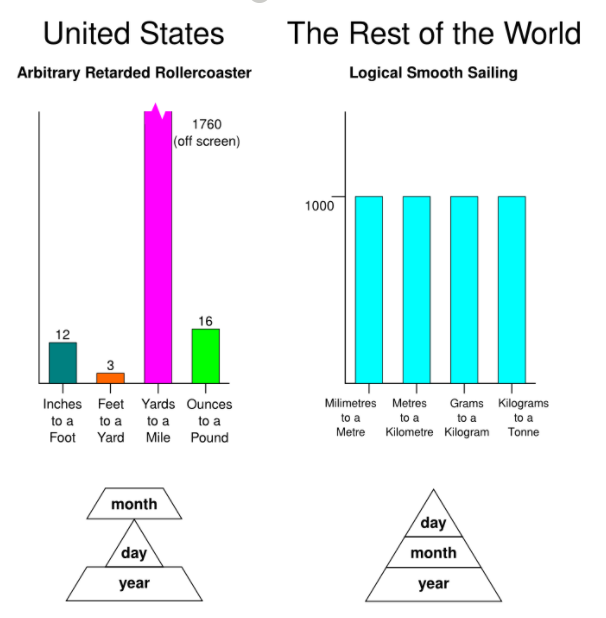 United States
Arbitrary Retarded Rollercoaster
1760
(off screen)
12
3
16
Inches
to a
Foot
Feet
to a
Yard
Yards
to a
Mile
Ounces
to a
Pound
month
day
year
The Rest of the World
Logical Smooth Sailing
1000
Milimetres
to a
Metre
Metres
to a
Kilometre
Grams
to a
Kilogram
Kilograms
to a
Tonne
day
month
year